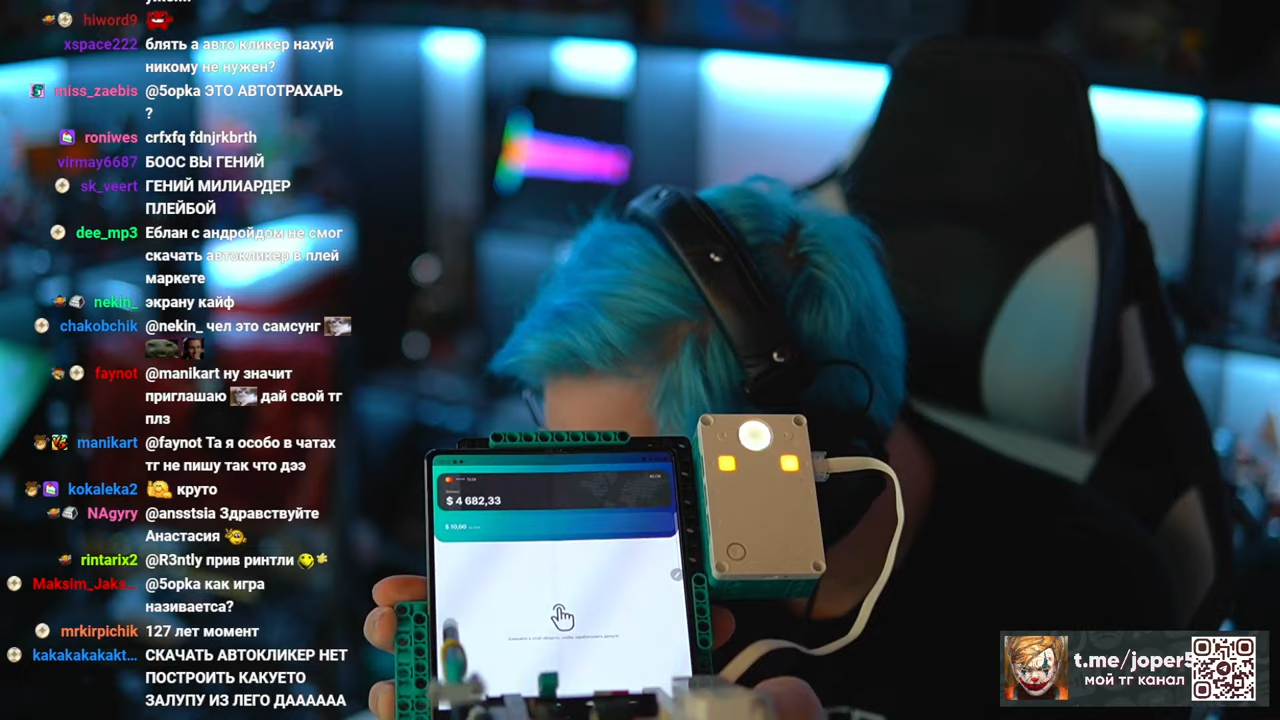 hiword9
xspace222 блять а авто кликер нахуй
никому не нужен?
miss_zaebis @5opka ЭТО АВТОТРАХАРЬ
?
roniwes crfxfq fdnjrkbrth
virmay6687 БООС ВЫ ГЕНИЙ
sk_veert ГЕНИЙ МИЛИАРДЕР
ПЛЕЙБОЙ
dee_mp3 Еблан с андройдом не смог
скачать автокликер в плей
маркете
nekin_ экрану кайф
chakobchik @nekin_ чел это самсунг
faynot @manikart ну значит
приглашаю дай свой тг
плз
manikart @faynot Та я особо в чатах
тг не пишу так что дээ
kokaleka2 круто
NAgyry @ansstsia Здравствуйте
Анастасия
rintarix2 @R3ntly прив ринтли
Maksim_Jaks... @5opka как игра
называется?
mrkirpichik 127 лет момент
kakakakakakt... СКАЧАТЬ АВТОКЛИКЕР НЕТ
ПОСТРОИТЬ КАКУЕТО
ЗАЛУПУ ИЗ ЛЕГО ДАААААА
$ 4 682,33
$ 10,00
t.me/joper5
мой тг канал